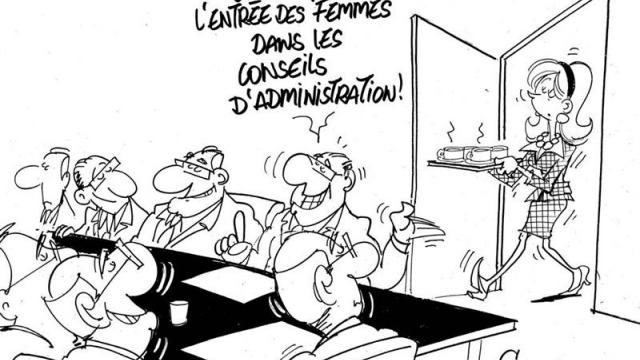 L'ENTRÉE DES FEMMES
DANS LES
CONSEILS
D'ADMINISTRATION!